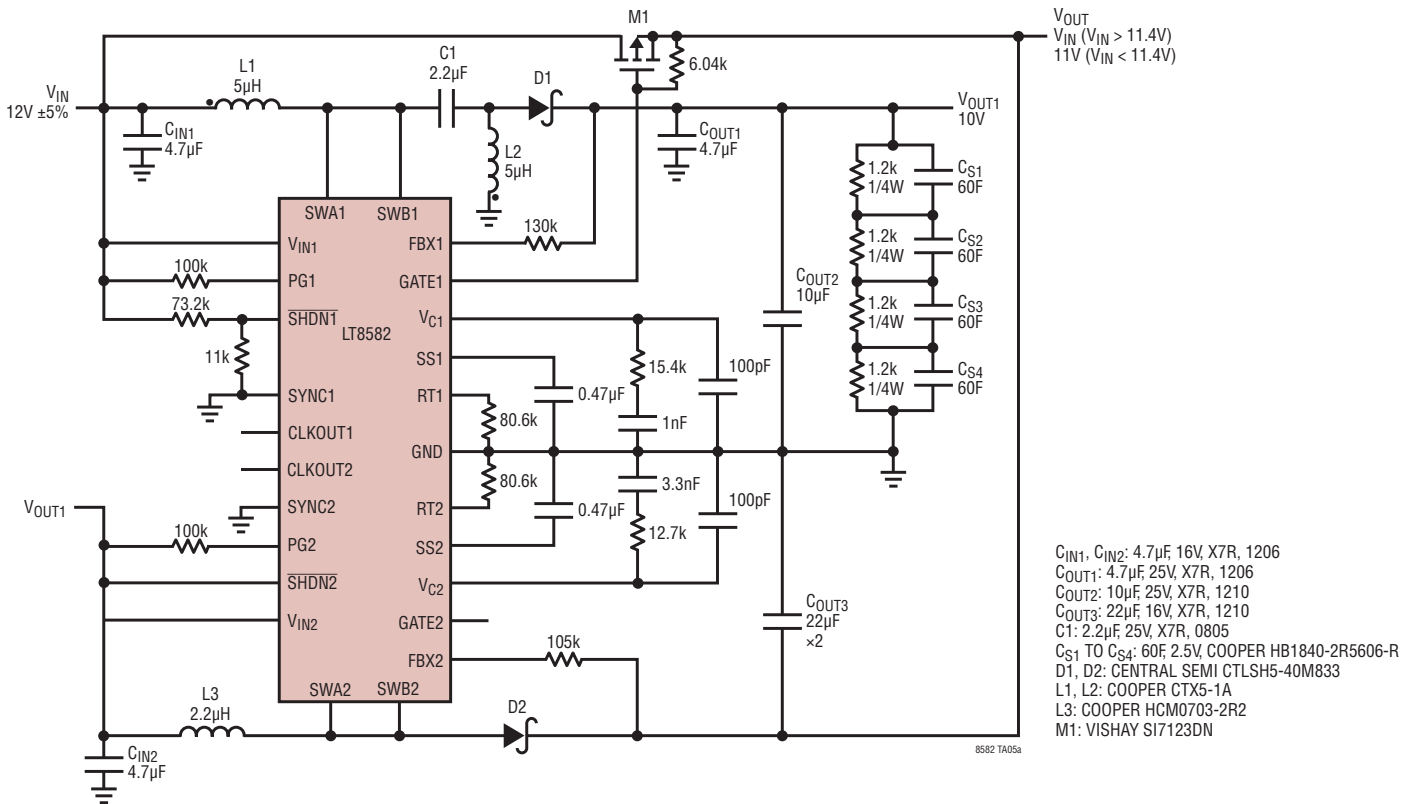 M1
VOUT
VIN (VIN > 11.4V)
11V (VIN < 11.4V)
6.04k
L1
5µH
C1
2.2µF
D1
VIN
12V ±5%
VOUT1
10V
CIN1
4.7µF
L2
5µH
COUT1
4.7µF
1.2k
1/4W
CS1
60F
1.2k
1/4W
CS2
60F
1.2k
1/4W
CS3
60F
1.2k
1/4W
CS4
60F
SWA1
SWB1
VIN1
FBX1
130k
100k
PG1
GATE1
COUT2
10µF
73.2k
SHDN1
LT8582
VC1
11k
SS1
15.4k
100pF
0.47µF
SYNC1
RT1
80.6k
1nF
CLKOUT1
GND
CLKOUT2
80.6k
3.3nF
100pF
VOUT1
SYNC2
RT2
0.47µF
12.7k
100k
PG2
SS2
SHDN2
VC2
VIN2
GATE2
COUT3
22µF
×2
FBX2
105k
SWA2
SWB2
L3
2.2µH
D2
CIN2
4.7µF
8582 TA05a
CIN1, CIN2: 4.7µF, 16V, X7R, 1206
COUT1: 4.7µF, 25V, X7R, 1206
COUT2: 10µF, 25V, X7R, 1210
COUT3: 22µF, 16V, X7R, 1210
C1: 2.2µF, 25V, X7R, 0805
CS1 TO CS4: 60F, 2.5V, COOPER HB1840-2R5606-R
D1, D2: CENTRAL SEMI CTLSH5-40M833
L1, L2: COOPER CTX5-1A
L3: COOPER HCM0703-2R2
M1: VISHAY SI7123DN